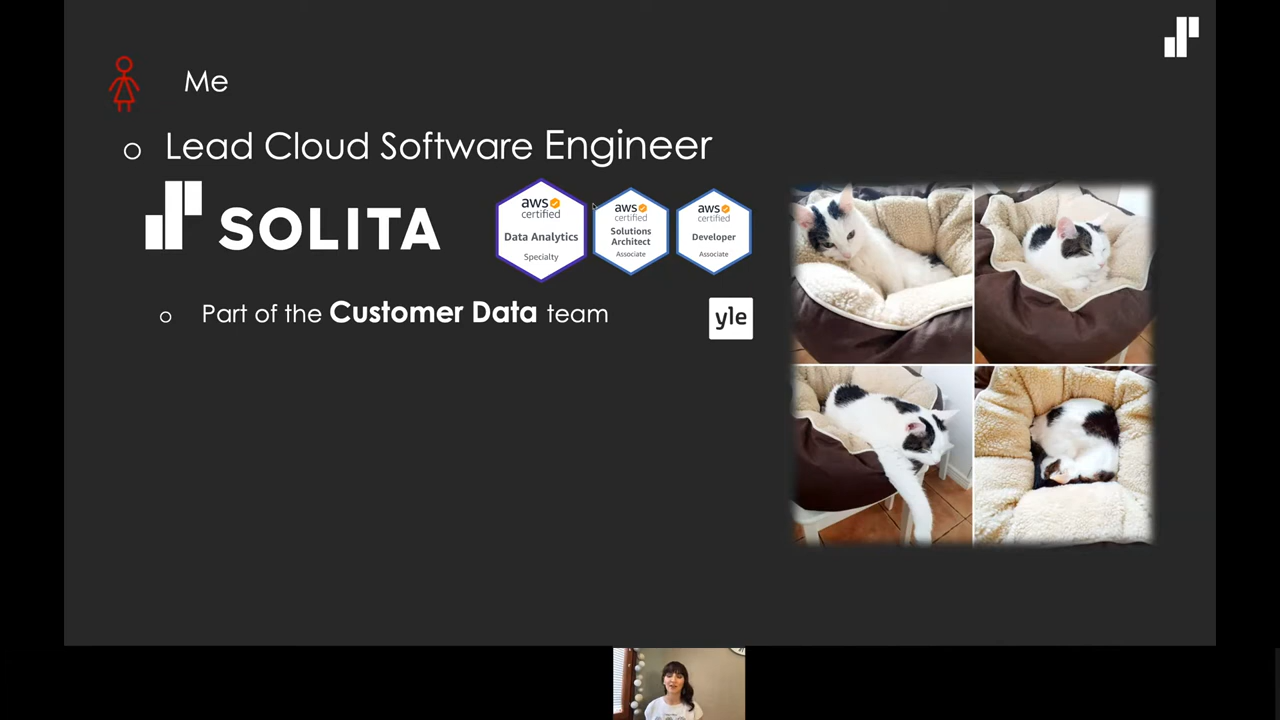 Me
Lead Cloud Software Engineer
SOLITA
aws
certified
Data Analytics
Specialty
aws
certified
Solutions
Architect
Associate
aws
certified
Developer
Associate
Part of the Customer Data team
yle